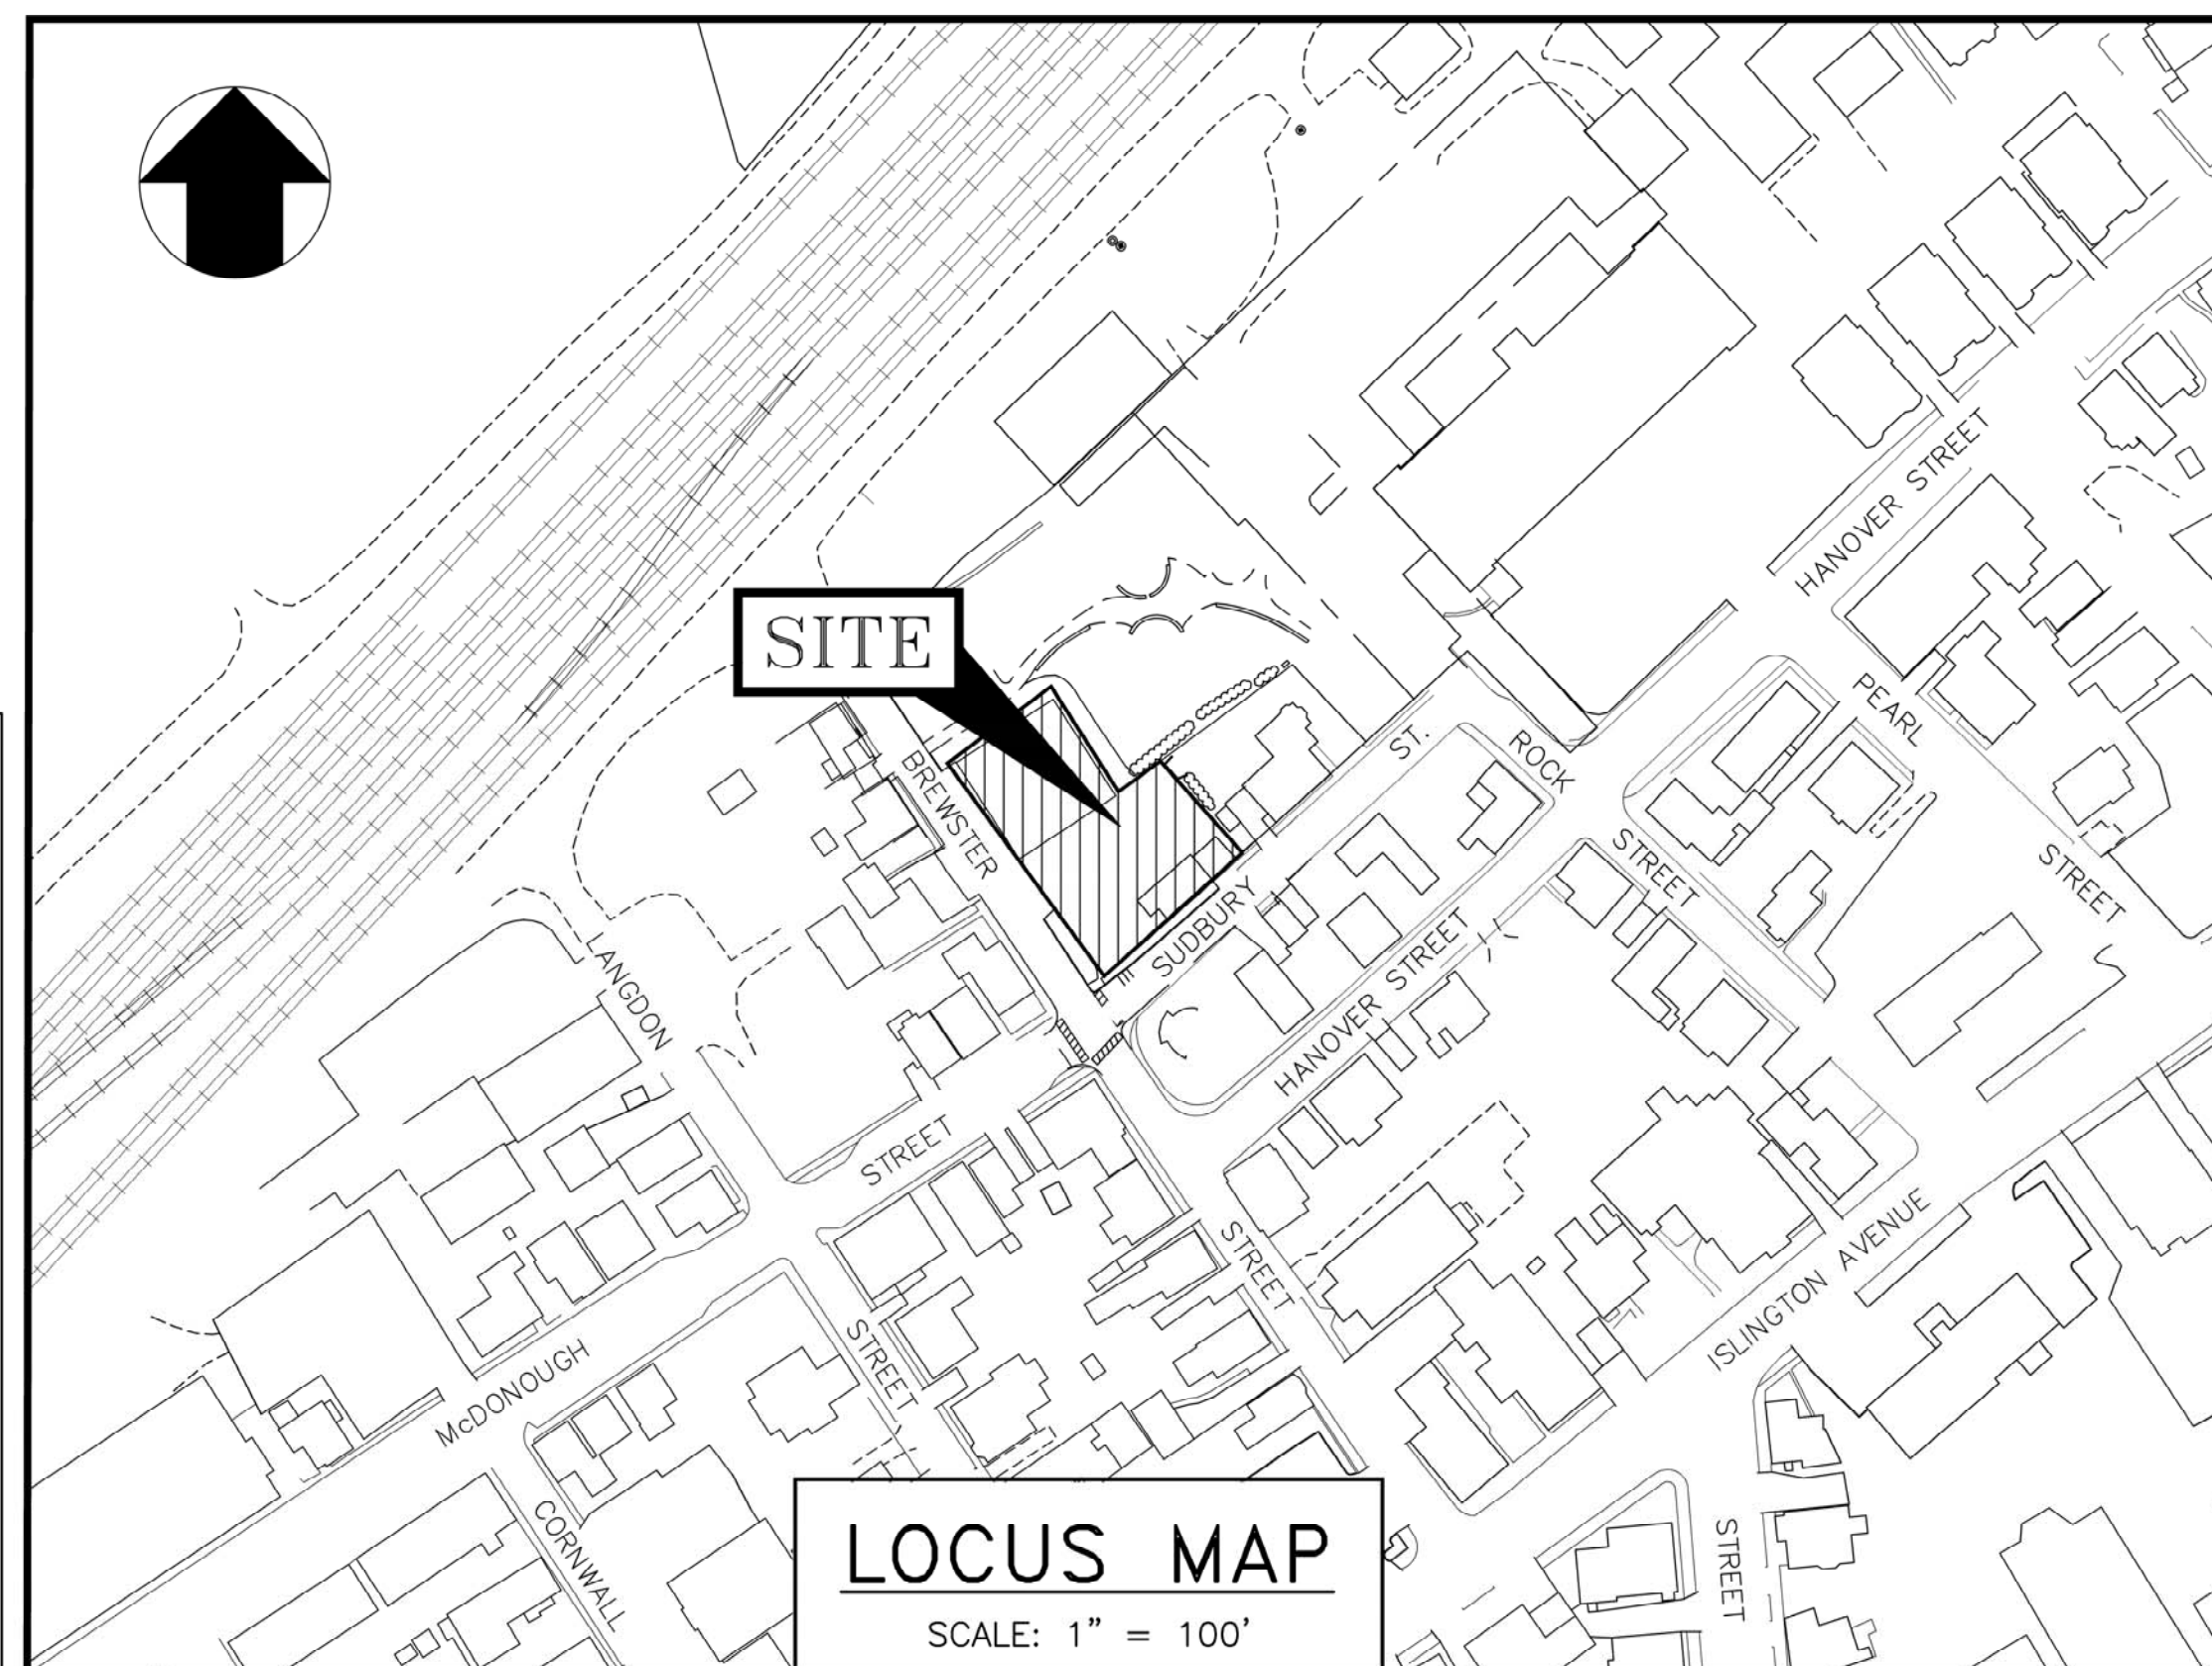 HANOVER STREET
SITE
PEARL
STREET
ST.
ROCK
STREET
BREWSTER
STREET
SUDBURY
HANOVER STREET
ANGDON
STREET
STREET
McDONOUGH
ISLINGTON AVENUE
CORNWALL
STREET
LOCUS MAP
SCALE: 1" = 100'